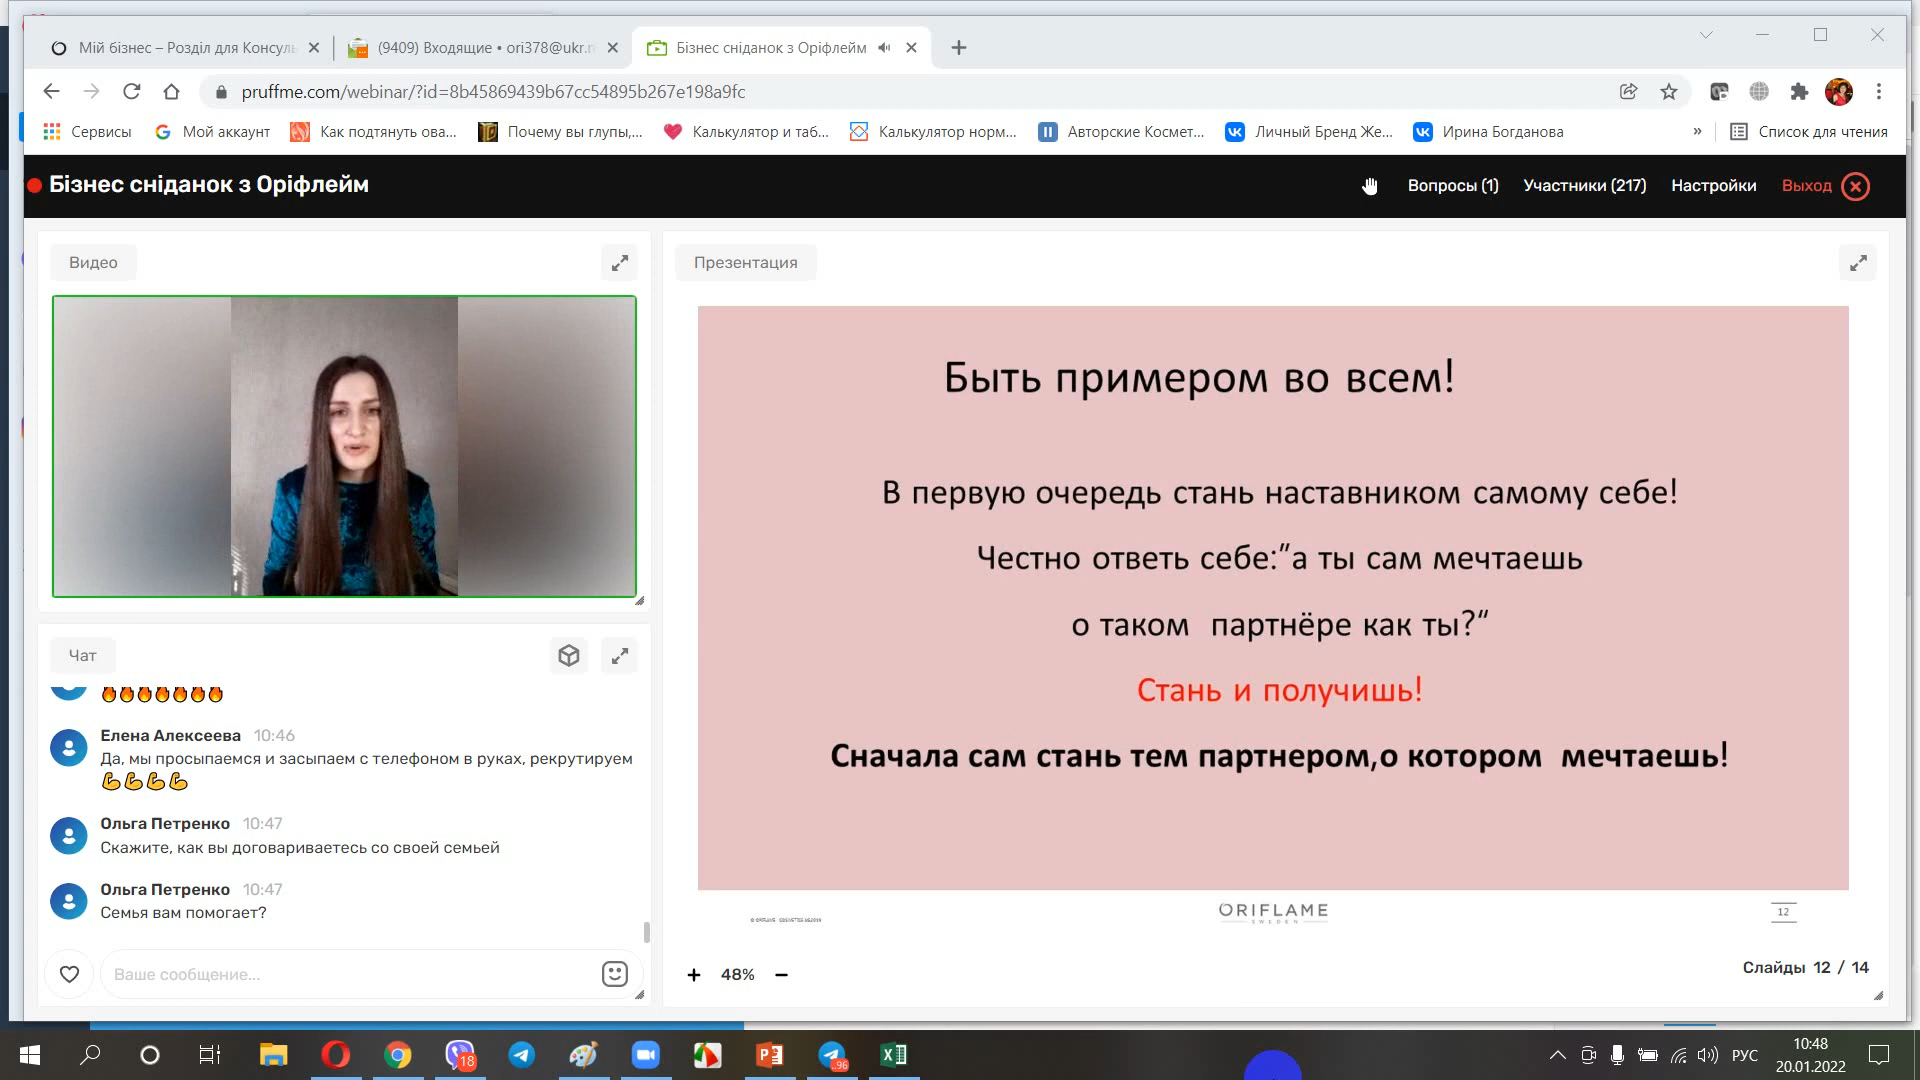 Мій бізнес – Розділ для Консуль
(9409) Входящие • ori378@ukr.n
Бізнес сніданок з Оріфлейм
pruffme.com/webinar/?id=8b45869439b67cc54895b267e198a9fc
Сервисы
Мой аккаунт
Как подтянуть ова...
Почему вы глупы,...
Калькулятор и таб...
Калькулятор норм...
Авторские Космет...
Личный Бренд Же...
Ирина Богданова
»
Список для чтения
Бізнес сніданок з Оріфлейм
Вопросы (1)
Участники (217)
Настройки
Выход
Видео
Презентация
Быть примером во всем!
В первую очередь стань наставником самому себе!
Честно ответь себе:”а ты сам мечтаешь
о таком партнёре как ты?“
Стань и получишь!
Сначала сам стань тем партнером,о котором мечтаешь!
ORIFLAME
SWEDEN
12
+ 48% −
Слайды 12 / 14
Чат
🔥🔥🔥🔥🔥🔥🔥
Елена Алексеева 10:46
Да, мы просыпаемся и засыпаем с телефоном в руках, рекрутируем
💪💪💪💪
Ольга Петренко 10:47
Скажите, как вы договариваетесь со своей семьей
Ольга Петренко 10:47
Семья вам помогает?
Ваше сообщение...
18
96
РУС
10:48
20.01.2022